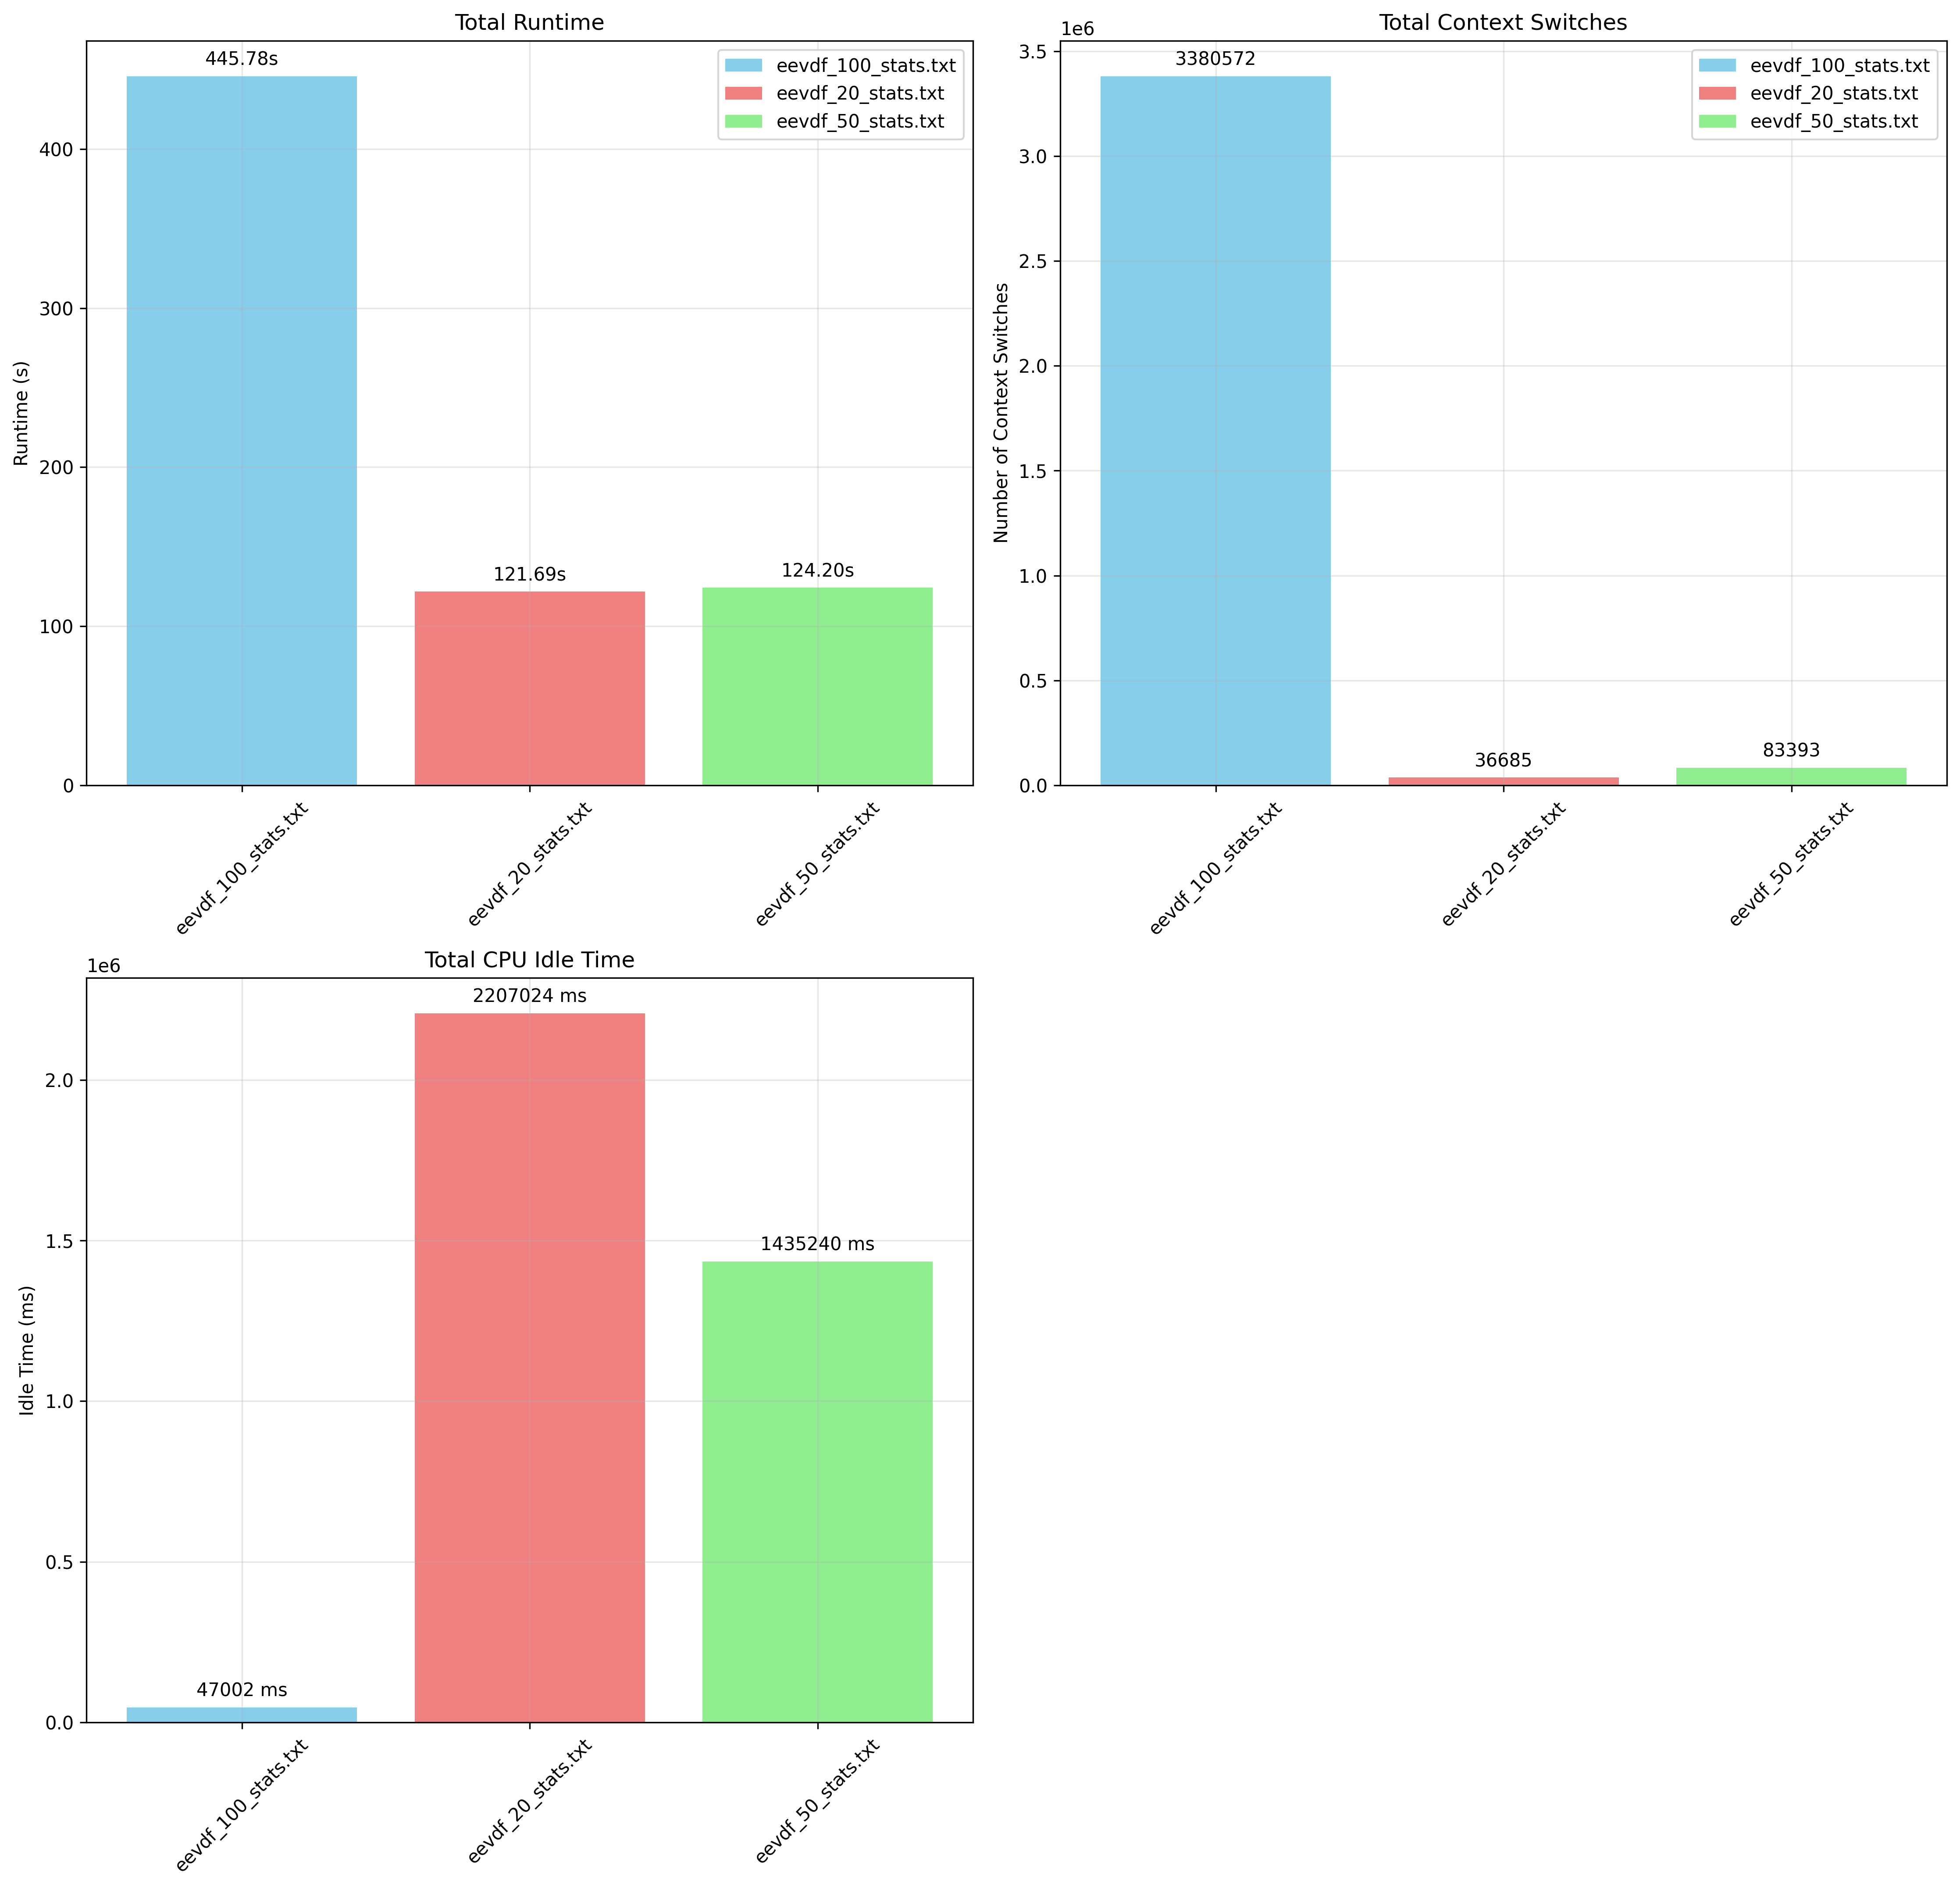 Total Runtime
445.78s
121.69s
124.20s
eevdf_100_stats.txt
eevdf_20_stats.txt
eevdf_50_stats.txt
400
300
200
100
0
Runtime (s)
eevdf_100_stats.txt
eevdf_20_stats.txt
eevdf_50_stats.txt
Total Context Switches
1e6
3380572
36685
83393
eevdf_100_stats.txt
eevdf_20_stats.txt
eevdf_50_stats.txt
3.5
3.0
2.5
2.0
1.5
1.0
0.5
0.0
Number of Context Switches
eevdf_100_stats.txt
eevdf_20_stats.txt
eevdf_50_stats.txt
Total CPU Idle Time
1e6
2207024 ms
1435240 ms
47002 ms
2.0
1.5
1.0
0.5
0.0
Idle Time (ms)
eevdf_100_stats.txt
eevdf_20_stats.txt
eevdf_50_stats.txt